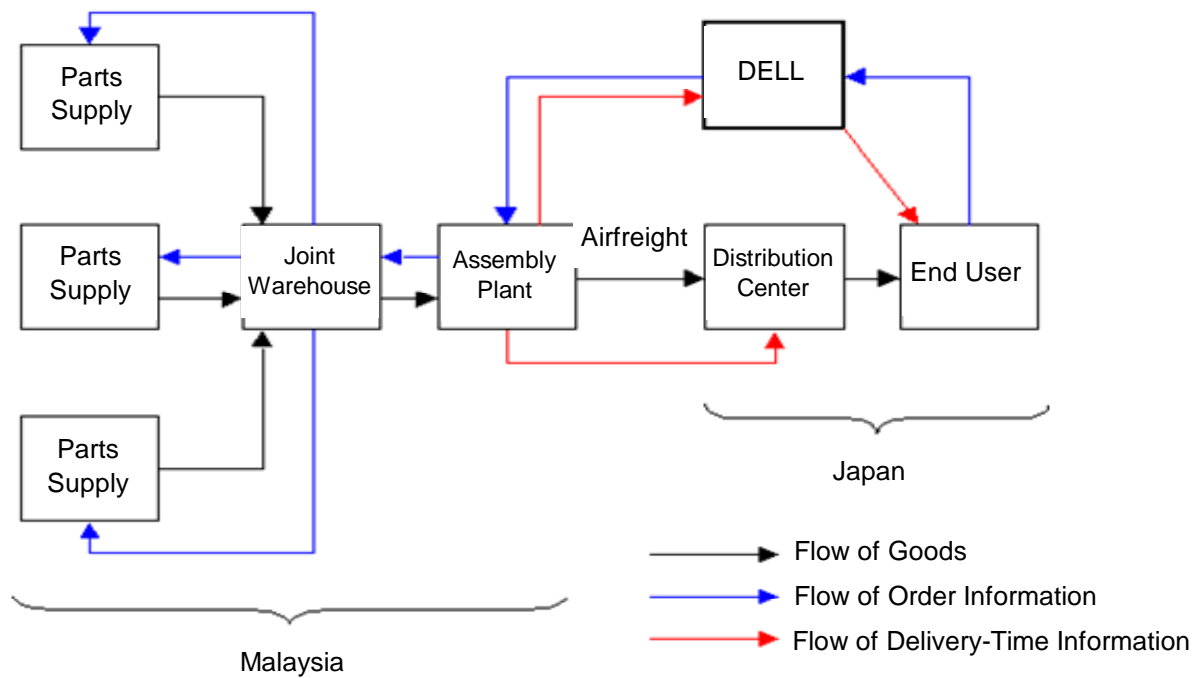 Parts
Supply
DELL
Airfreight
Parts
Supply
Joint
Warehouse
Assembly
Plant
Distribution
Center
End User
Parts
Supply
Japan
Flow of Goods
Flow of Order Information
Flow of Delivery-Time Information
Malaysia